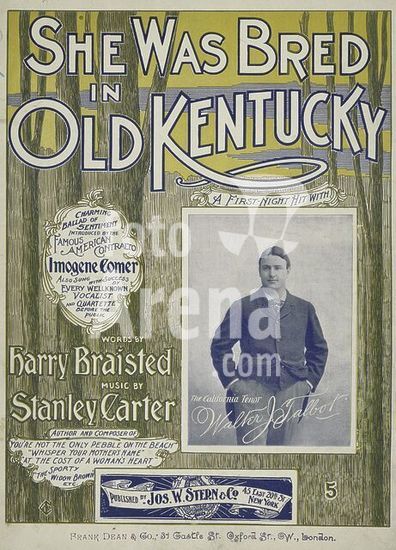 SHE WAS BRED
IN
OLD KENTUCKY
A FIRST-NIGHT HIT WITH
CHARMING
BALLAD OF
SENTIMENT
INTRODUCED BY THE
FAMOUS AMERICAN
CONTRALTO
Imogene Comer
ALSO SUNG WITH SUCCESS BY
EVERY WELLKNOWN
VOCALIST
AND QUARTETTE
BEFORE THE
PUBLIC
WORDS BY
Harry Braisted
MUSIC BY
Stanley Carter
AUTHOR AND COMPOSER OF
"YOU'RE NOT THE ONLY PEBBLE ON THE BEACH"
"WHISPER YOUR MOTHER'S NAME"
"AT THE COST OF A WOMAN'S HEART"
"THE SPORTY
WIDOW BROWN"
ETC
The California Tenor
Walter J. Talbot
arena
.com
PUBLISHED BY JOS. W. STERN & CO 45 EAST 20TH ST NEW YORK
5
FRANK DEAN & CO., 31 Castle St. Oxford St., W., London.